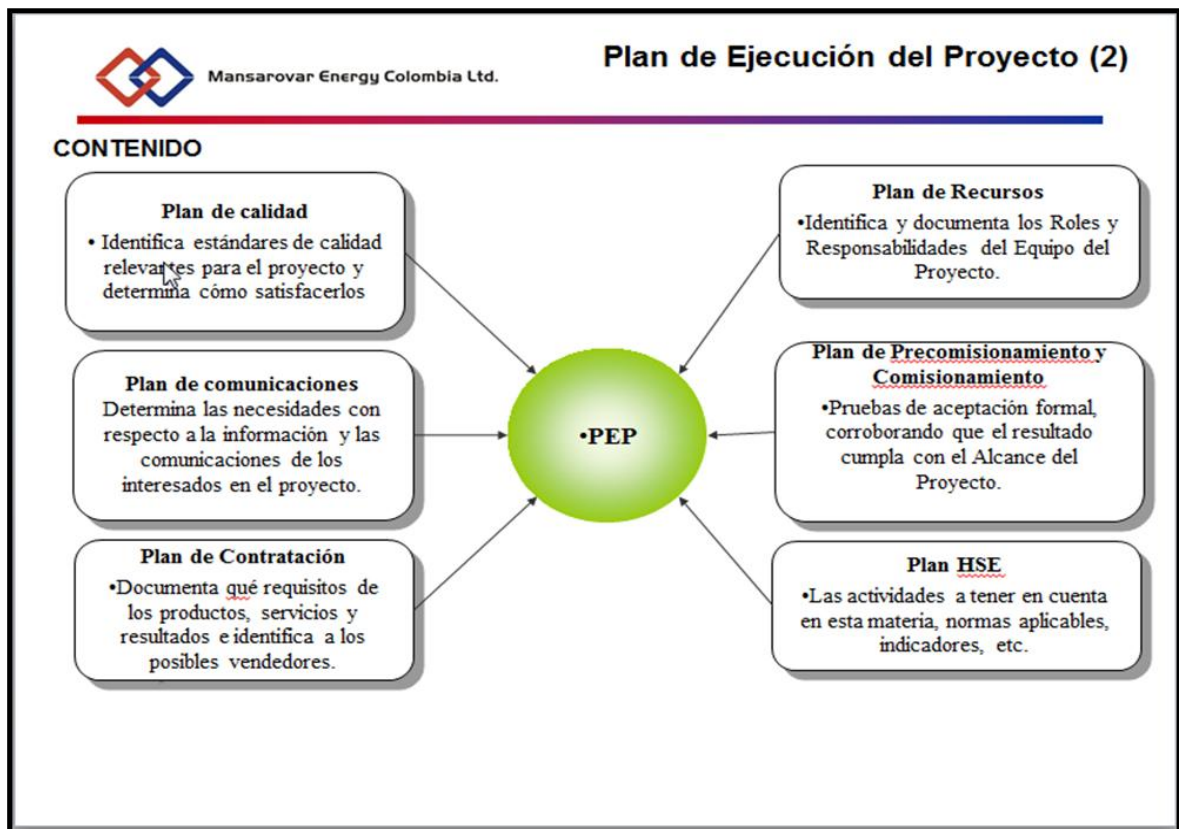 Mansarovar Energy Colombia Ltd.
Plan de Ejecución del Proyecto (2)
CONTENIDO
Plan de calidad
• Identifica estándares de calidad
relevantes para el proyecto y
determina cómo satisfacerlos
Plan de comunicaciones
Determina las necesidades con
respecto a la información y las
comunicaciones de los
interesados en el proyecto.
Plan de Contratación
•Documenta qué requisitos de
los productos, servicios y
resultados e identifica a los
posibles vendedores.
•PEP
Plan de Recursos
•Identifica y documenta los Roles y
Responsabilidades del Equipo del
Proyecto.
Plan de Precomisionamiento y
Comisionamiento
•Pruebas de aceptación formal,
corroborando que el resultado
cumpla con el Alcance del
Proyecto.
Plan HSE
•Las actividades a tener en cuenta
en esta materia, normas aplicables,
indicadores, etc.